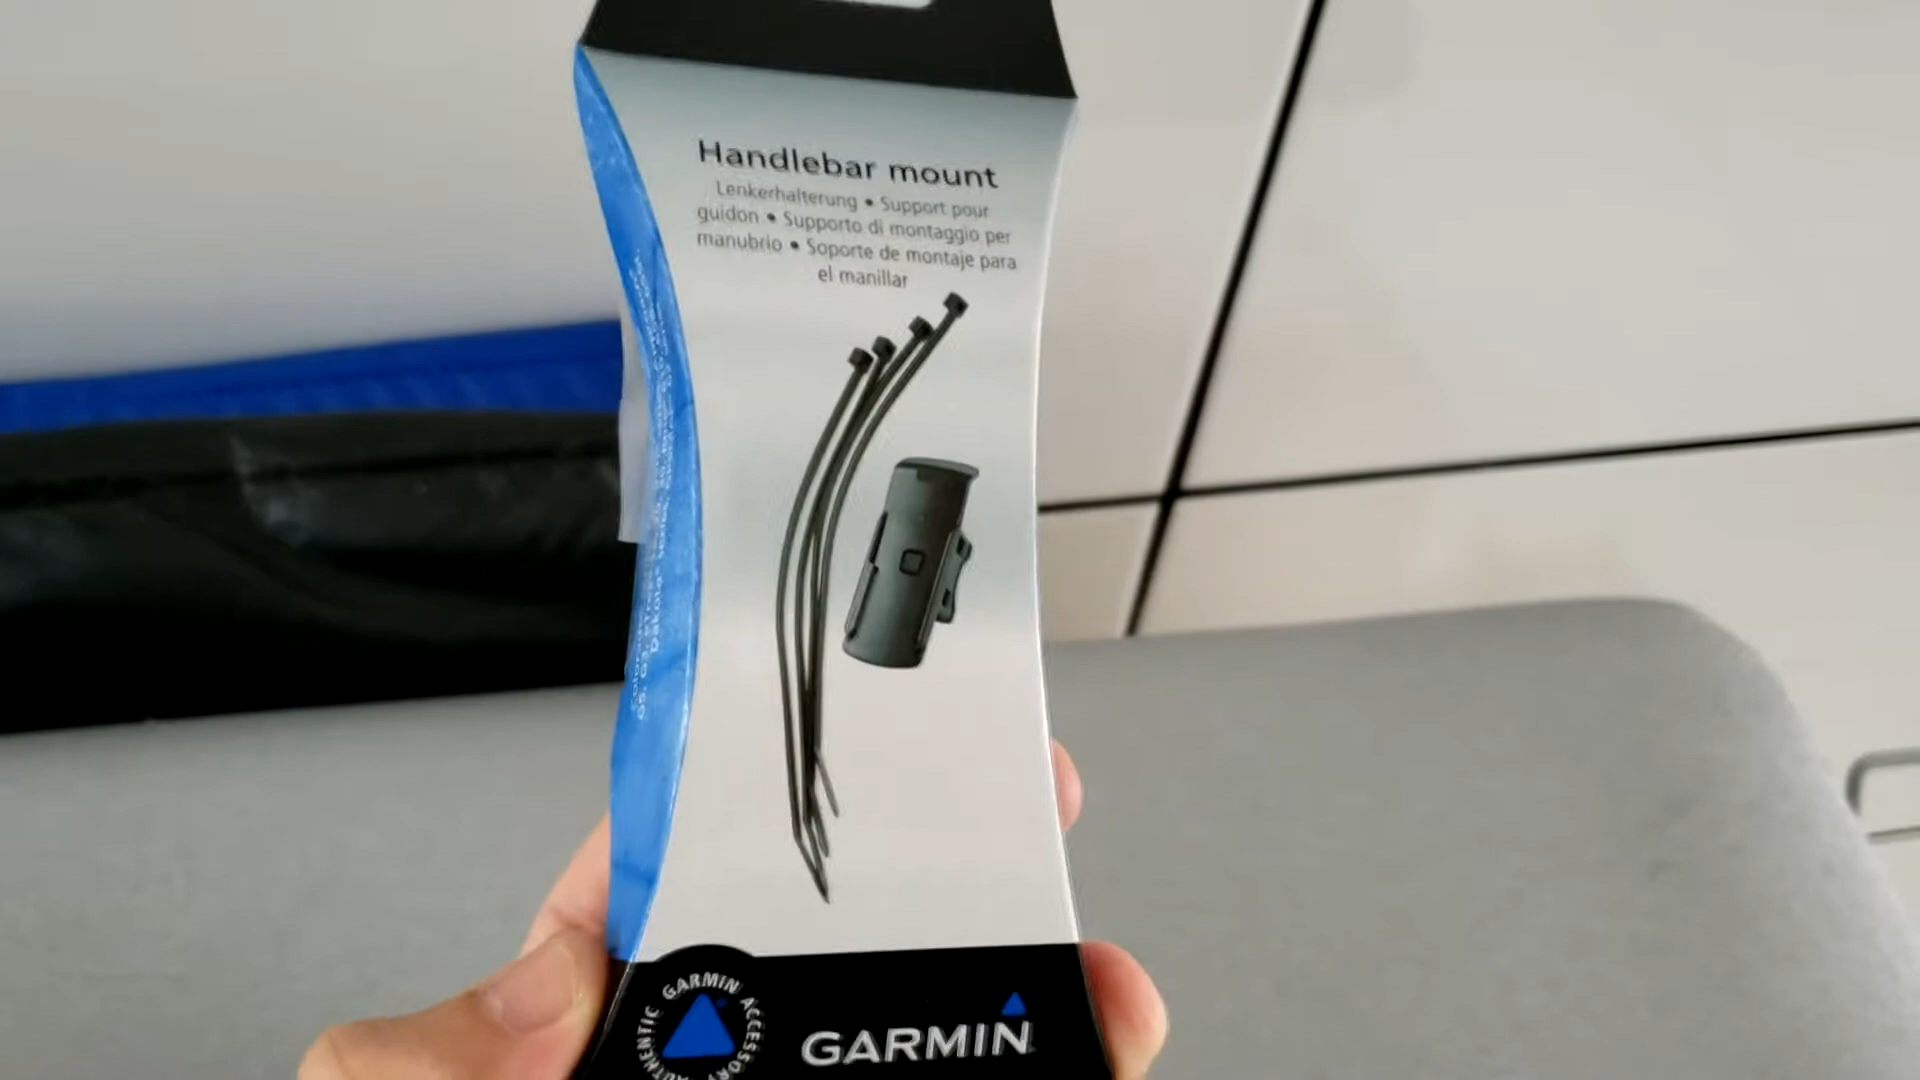 Handlebar mount
Lenkerhalterung • Support pour
guidon • Supporto di montaggio per
manubrio • Soporte de montaje para
el manillar
AUTHENTIC GARMIN ACCESSORY
GARMIN